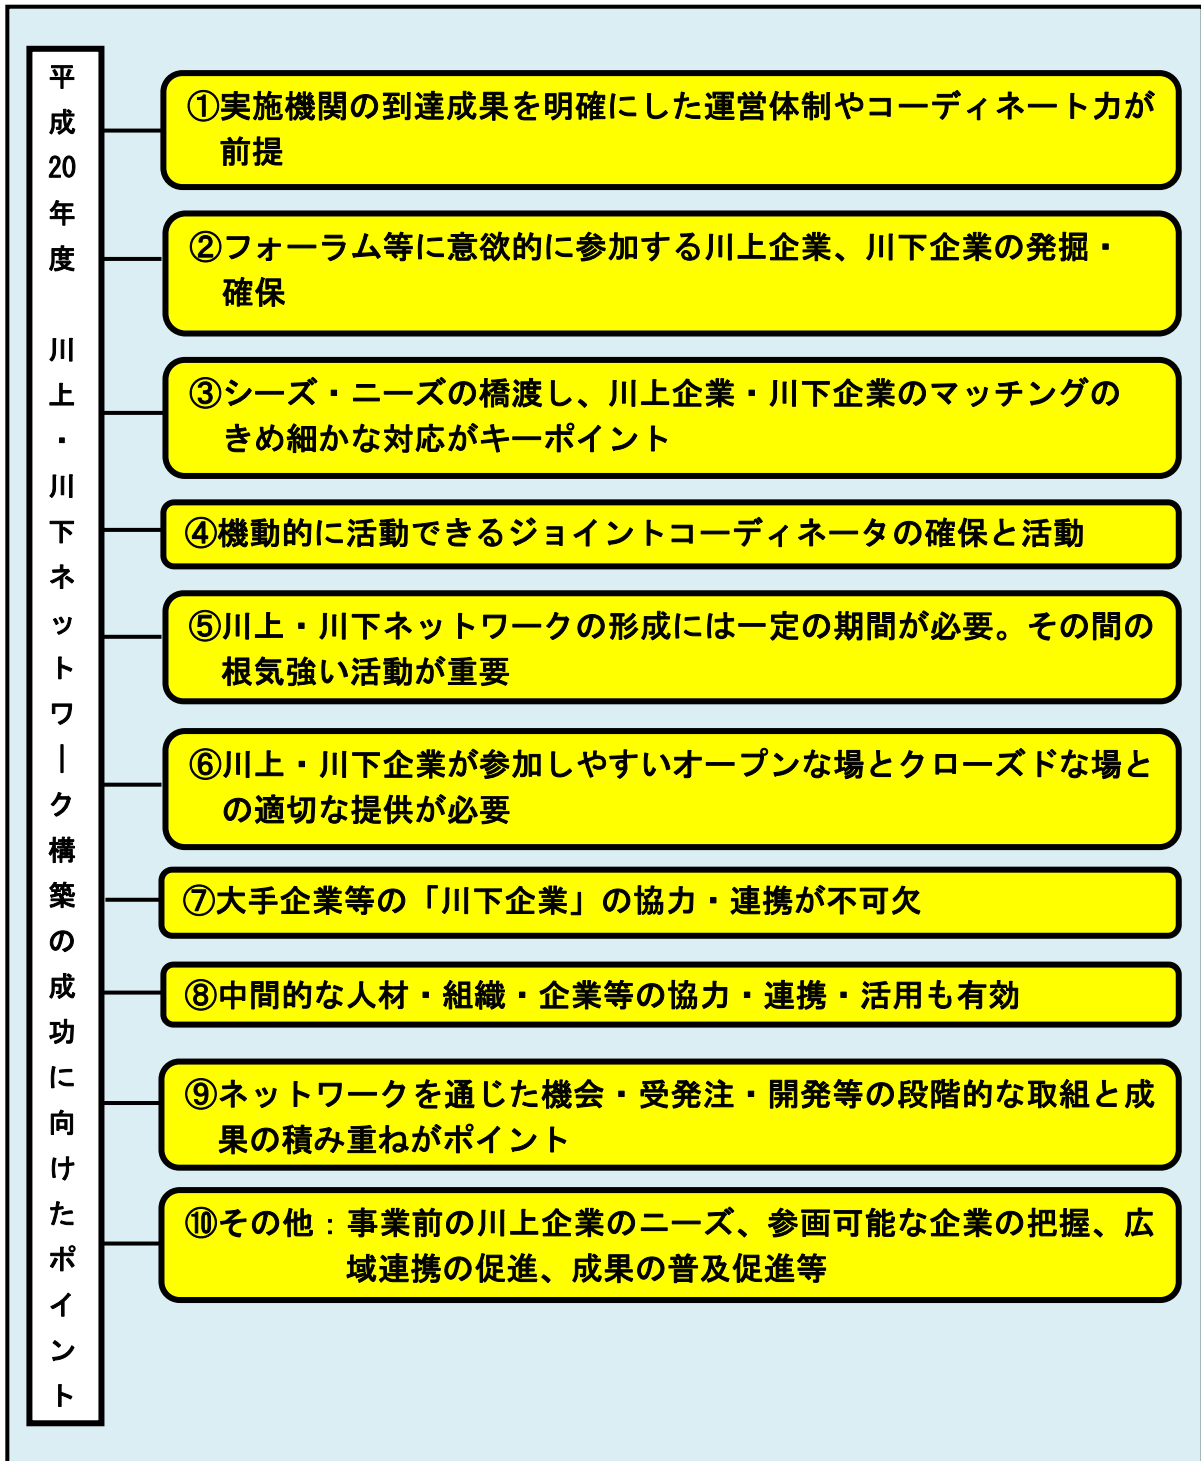 平成20年度　川上・川下ネットワーク構築の成功に向けたポイント
①実施機関の到達成果を明確にした運営体制やコーディネート力が
前提
②フォーラム等に意欲的に参加する川上企業、川下企業の発掘・
確保
③シーズ・ニーズの橋渡し、川上企業・川下企業のマッチングの
きめ細かな対応がキーポイント
④機動的に活動できるジョイントコーディネータの確保と活動
⑤川上・川下ネットワークの形成には一定の期間が必要。その間の
根気強い活動が重要
⑥川上・川下企業が参加しやすいオープンな場とクローズドな場と
の適切な提供が必要
⑦大手企業等の「川下企業」の協力・連携が不可欠
⑧中間的な人材・組織・企業等の協力・連携・活用も有効
⑨ネットワークを通じた機会・受発注・開発等の段階的な取組と成
果の積み重ねがポイント
⑩その他：事業前の川上企業のニーズ、参画可能な企業の把握、広
域連携の促進、成果の普及促進等